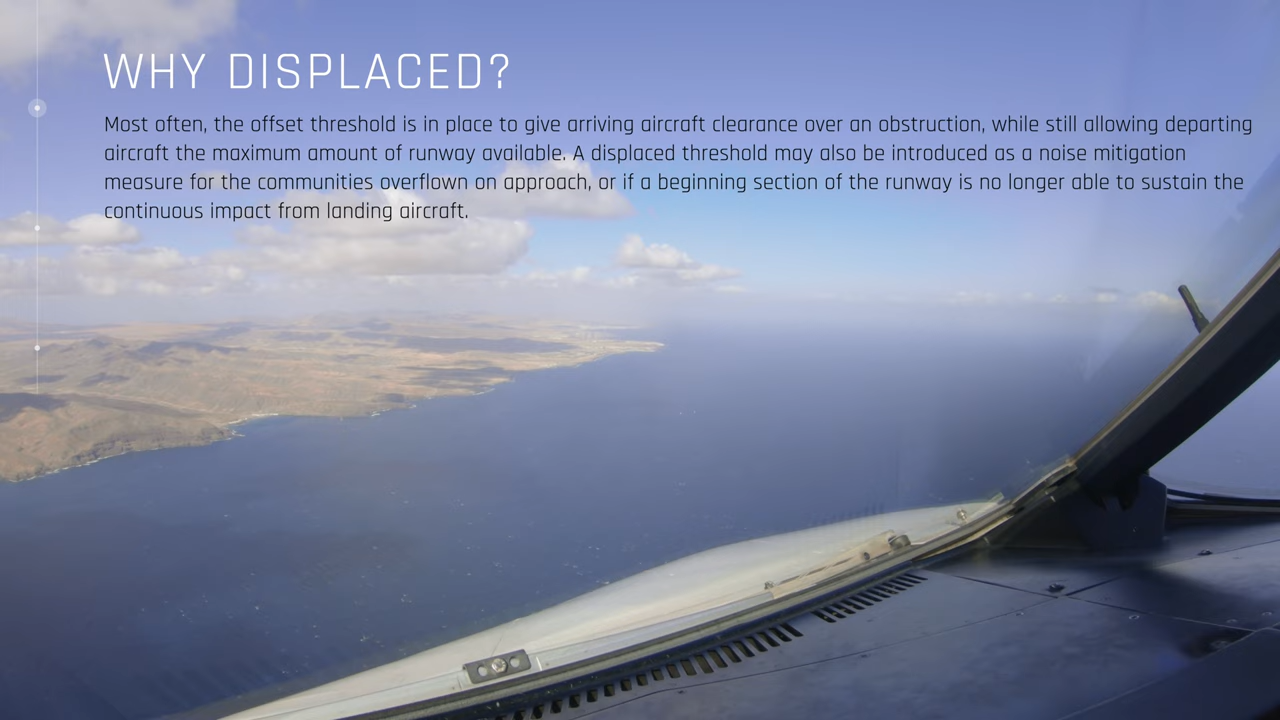 WHY DISPLACED?
Most often, the offset threshold is in place to give arriving aircraft clearance over an obstruction, while still allowing departing
aircraft the maximum amount of runway available. A displaced threshold may also be introduced as a noise mitigation
measure for the communities overflown on approach, or if a beginning section of the runway is no longer able to sustain the
continuous impact from landing aircraft.